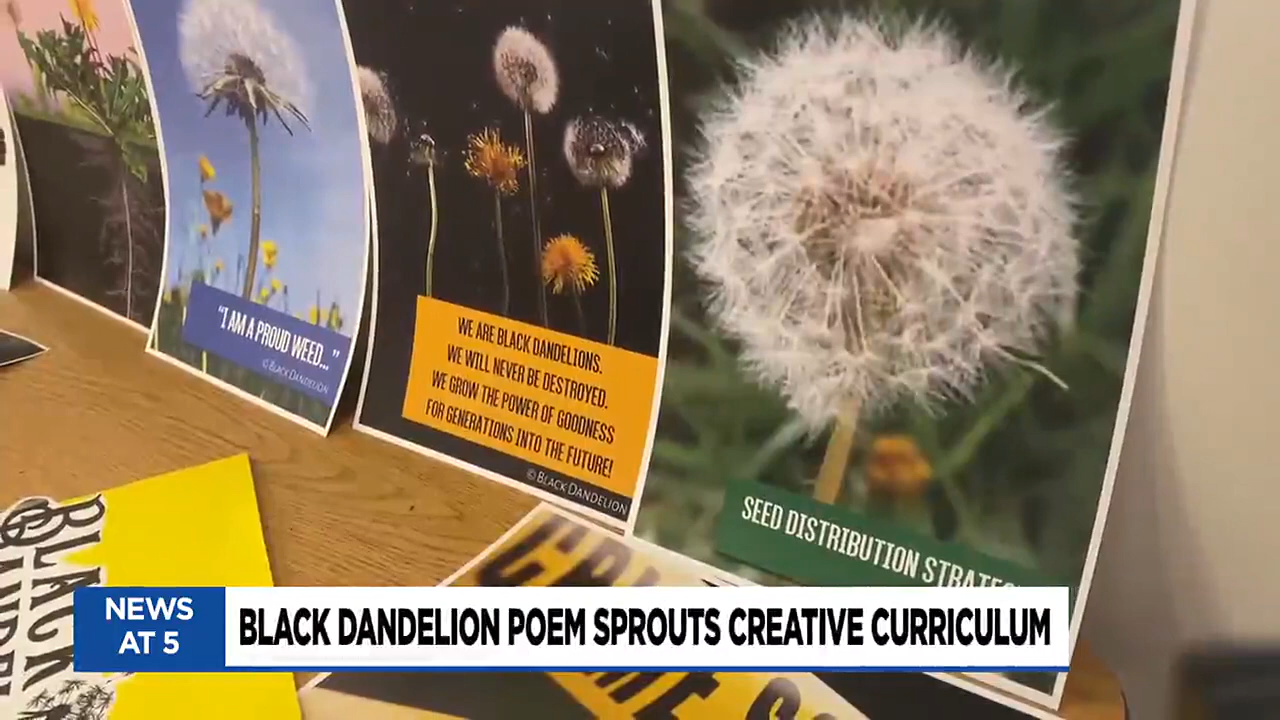 "I AM A PROUD WEED..."
© BLACK DANDELION
WE ARE BLACK DANDELIONS.
WE WILL NEVER BE DESTROYED.
WE GROW THE POWER OF GOODNESS
FOR GENERATIONS INTO THE FUTURE!
© BLACK DANDELION
SEED DISTRIBUTION
BLACK
NEWS
AT 5
BLACK DANDELION POEM SPROUTS CREATIVE CURRICULUM